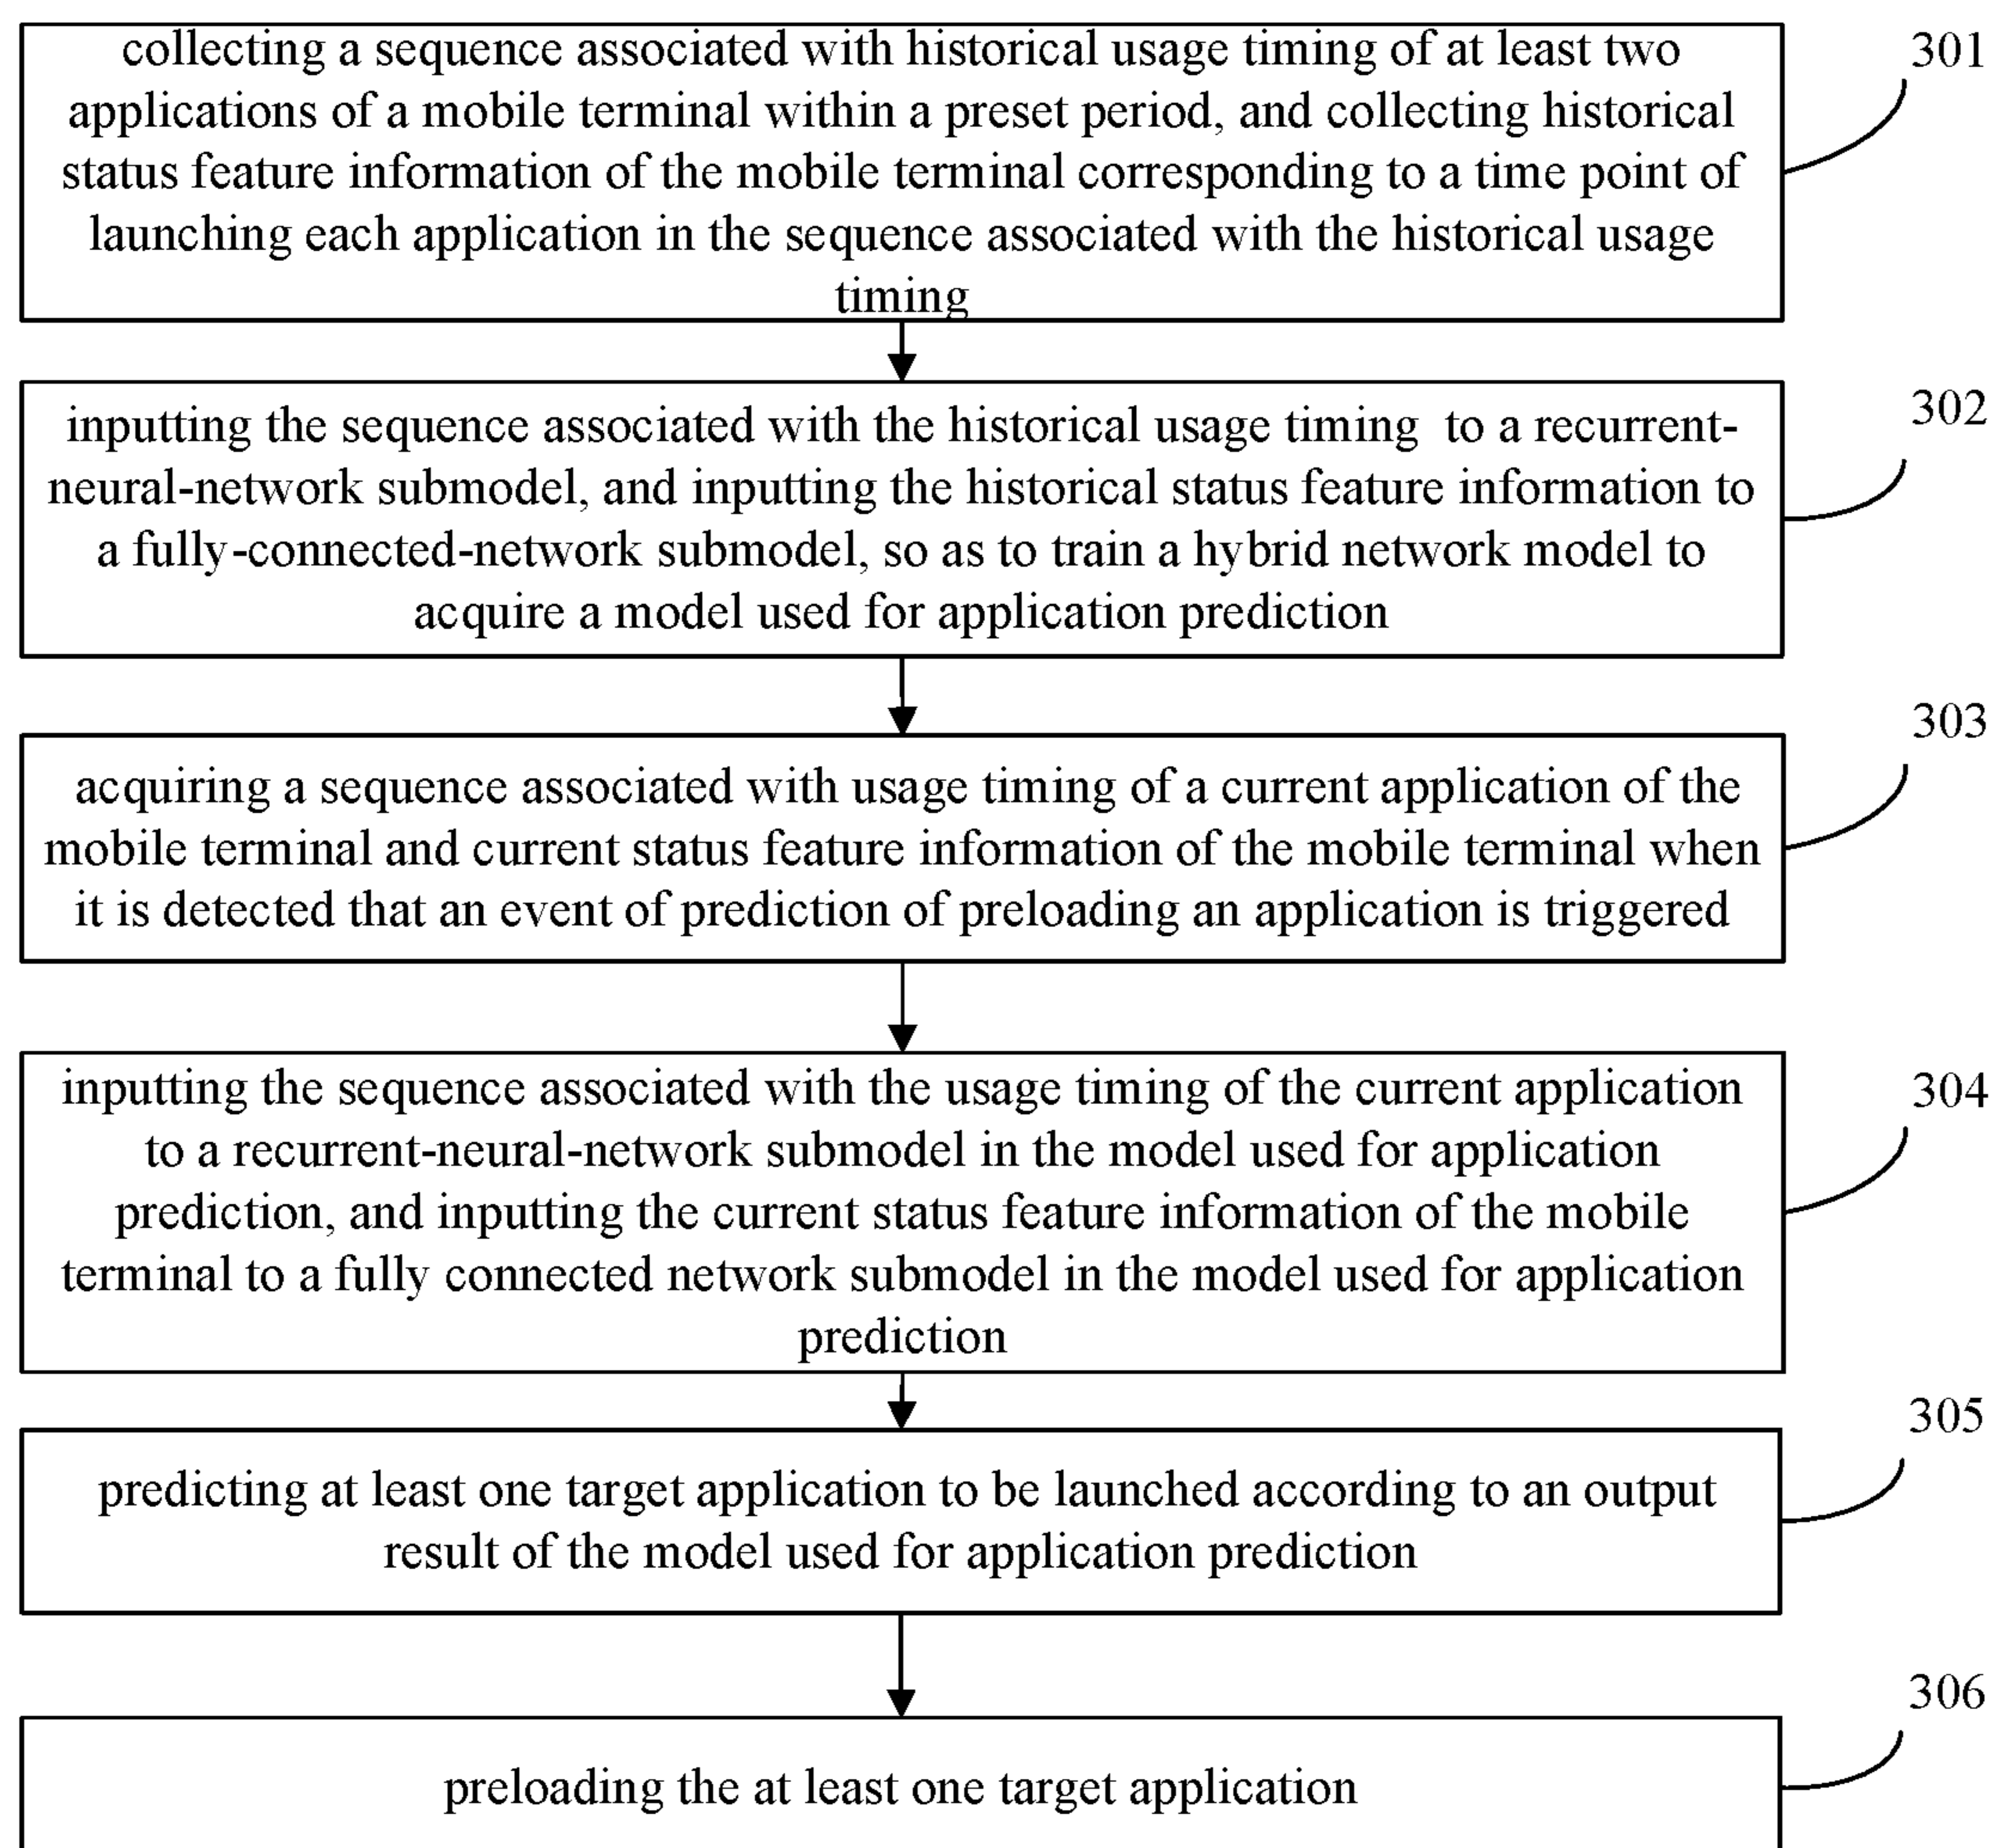 collecting a sequence associated with historical usage timing of at least two
applications of a mobile terminal within a preset period, and collecting historical
status feature information of the mobile terminal corresponding to a time point of
launching each application in the sequence associated with the historical usage
timing
301
inputting the sequence associated with the historical usage timing to a recurrent-
neural-network submodel, and inputting the historical status feature information to
a fully-connected-network submodel, so as to train a hybrid network model to
acquire a model used for application prediction
302
acquiring a sequence associated with usage timing of a current application of the
mobile terminal and current status feature information of the mobile terminal when
it is detected that an event of prediction of preloading an application is triggered
303
inputting the sequence associated with the usage timing of the current application
to a recurrent-neural-network submodel in the model used for application
prediction, and inputting the current status feature information of the mobile
terminal to a fully connected network submodel in the model used for application
prediction
304
predicting at least one target application to be launched according to an output
result of the model used for application prediction
305
preloading the at least one target application
306